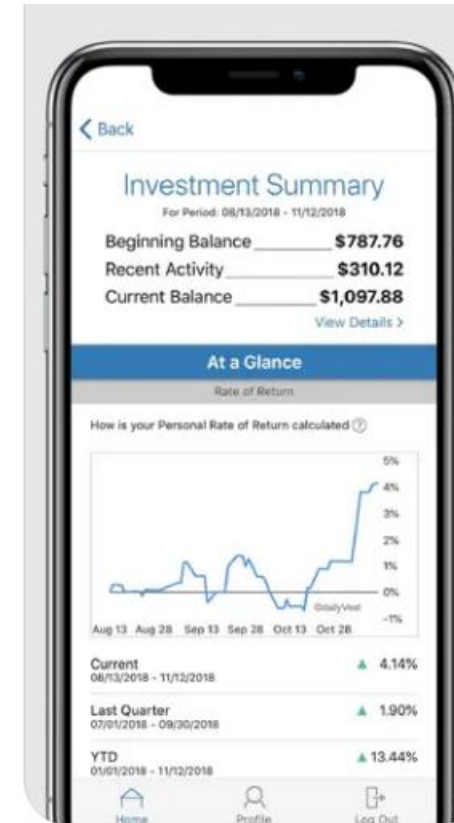 Back
Investment Summary
For Period: 08/13/2018 - 11/12/2018
Beginning Balance $787.76
Recent Activity $310.12
Current Balance $1,097.88
View Details >
At a Glance
Rate of Return
How is your Personal Rate of Return calculated ?
5%
4%
3%
2%
1%
0%
-1%
©dailyVest
Aug 13 Aug 28 Sep 13 Sep 28 Oct 13 Oct 28
Current 4.14%
08/13/2018 - 11/12/2018
Last Quarter 1.90%
07/01/2018 - 09/30/2018
YTD 13.44%
01/01/2018 - 11/12/2018
Home Profile Log Out